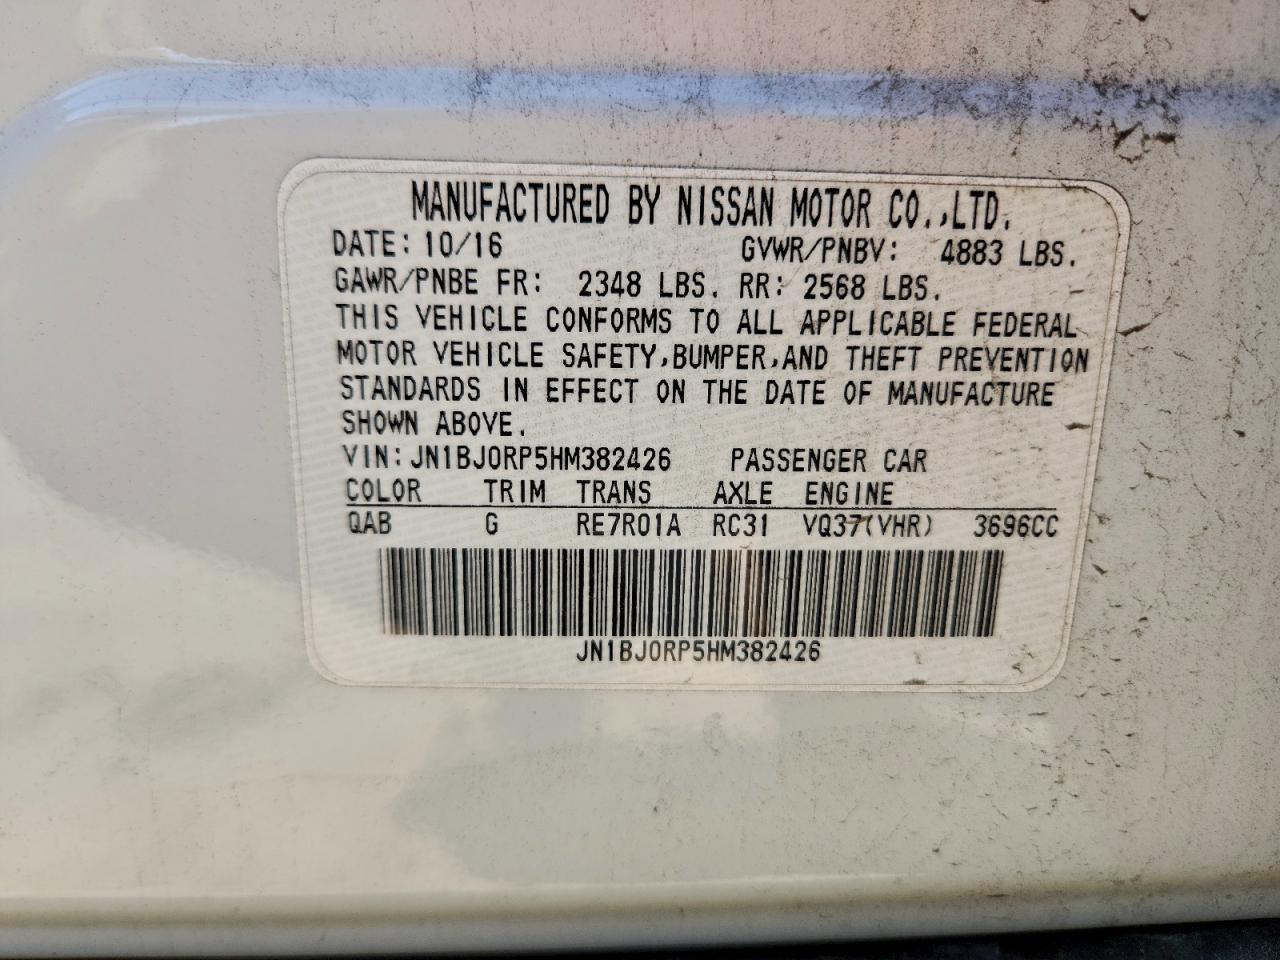 MANUFACTURED BY NISSAN MOTOR CO.,LTD.
DATE: 10/16 GVWR/PNBV: 4883 LBS.
GAWR/PNBE FR: 2348 LBS. RR: 2568 LBS.
THIS VEHICLE CONFORMS TO ALL APPLICABLE FEDERAL
MOTOR VEHICLE SAFETY,BUMPER,AND THEFT PREVENTION
STANDARDS IN EFFECT ON THE DATE OF MANUFACTURE
SHOWN ABOVE.
VIN: JN1BJ0RP5HM382426 PASSENGER CAR
COLOR TRIM TRANS AXLE ENGINE
QAB G RE7R01A RC31 VQ37(VHR) 3696CC
JN1BJ0RP5HM382426